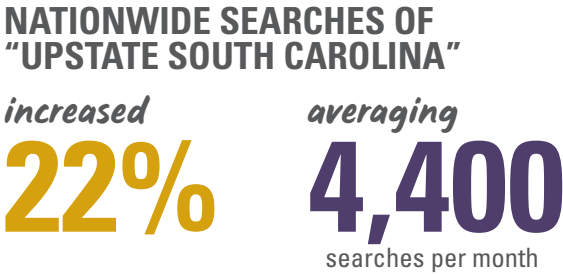 NATIONWIDE SEARCHES OF
“UPSTATE SOUTH CAROLINA”
increased
22%
averaging
4,400
searches per month